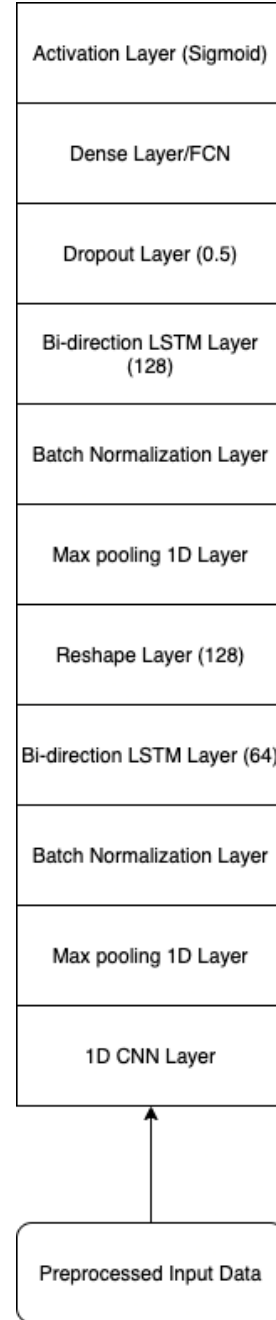 Activation Layer (Sigmoid)
Dense Layer/FCN
Dropout Layer (0.5)
Bi-direction LSTM Layer
(128)
Batch Normalization Layer
Max pooling 1D Layer
Reshape Layer (128)
Bi-direction LSTM Layer (64)
Batch Normalization Layer
Max pooling 1D Layer
1D CNN Layer
Preprocessed Input Data